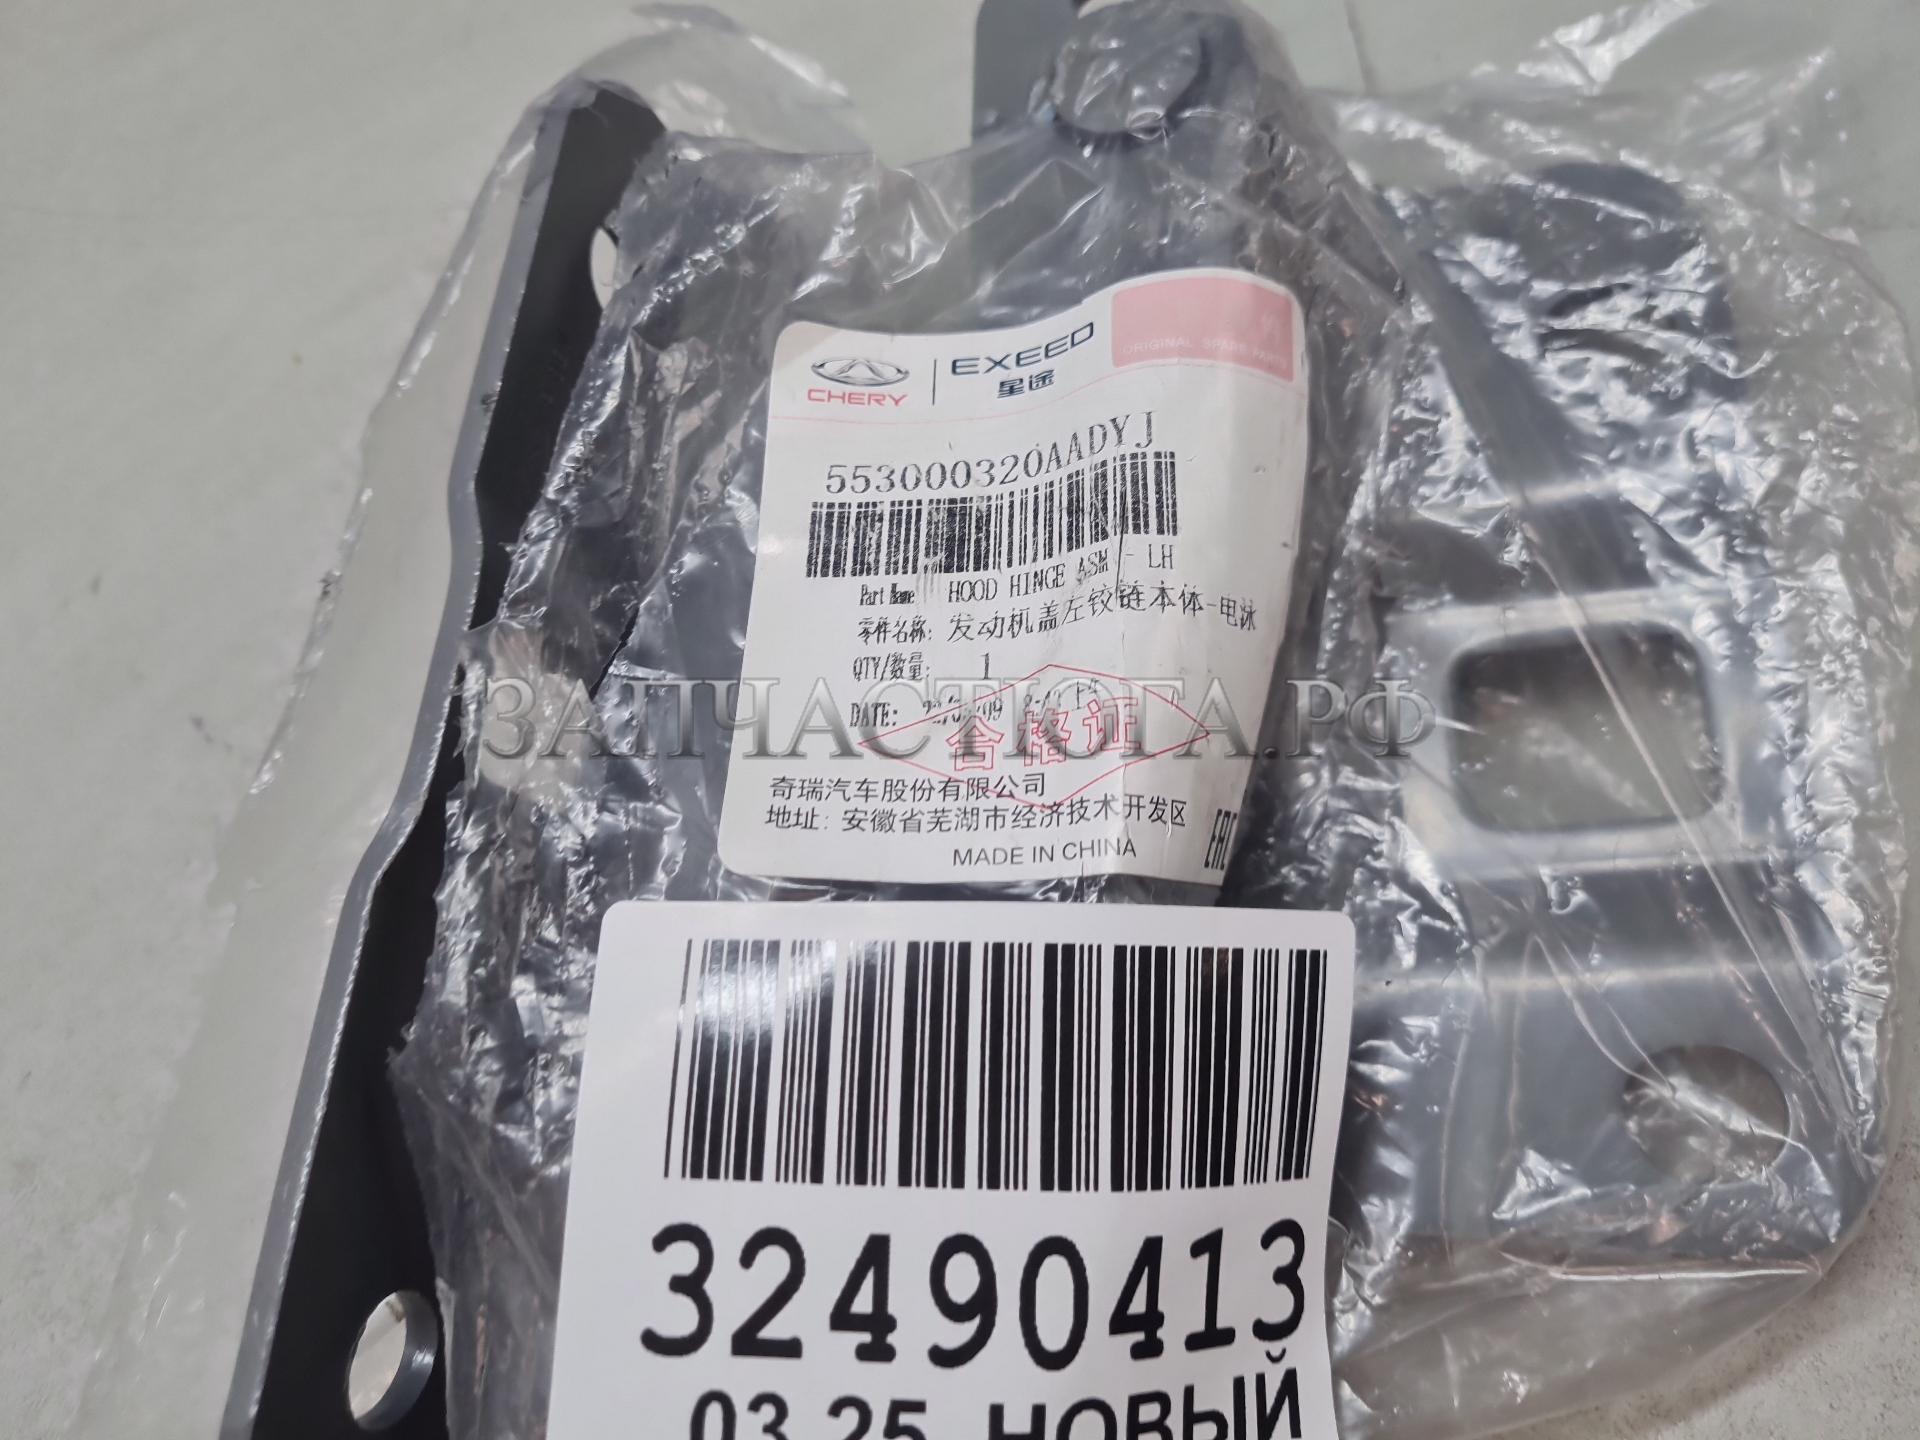 CHERY
EXEED
星途
ORIGINAL SPARE PARTS
553000320AADYJ
Part Name HOOD HINGE ASM - LH
零件名称: 发动机盖左铰链本体-电泳
QTY/数量: 1
DATE:
合格证
ЗАПЧАСТЮГА.РФ
奇瑞汽车股份有限公司
地址: 安徽省芜湖市经济技术开发区
MADE IN CHINA
EAC
32490413
03.25 НОВЫЙ